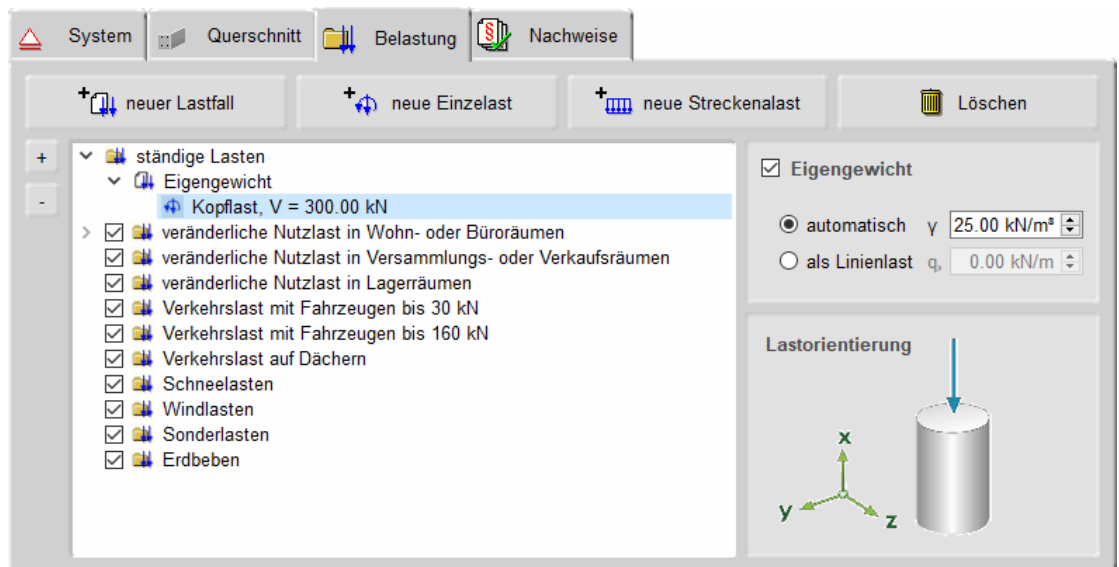 System Querschnitt Belastung Nachweise
neuer Lastfall neue Einzelast neue Streckenalast Löschen
+
-
ständige Lasten
Eigengewicht
Kopflast, V = 300.00 kN
veränderliche Nutzlast in Wohn- oder Büroräumen
veränderliche Nutzlast in Versammlungs- oder Verkaufsräumen
veränderliche Nutzlast in Lagerräumen
Verkehrslast mit Fahrzeugen bis 30 kN
Verkehrslast mit Fahrzeugen bis 160 kN
Verkehrslast auf Dächern
Schneelasten
Windlasten
Sonderlasten
Erdbeben
Eigengewicht
automatisch γ 25.00 kN/m³
als Linienlast q, 0.00 kN/m
Lastorientierung
x
y
z